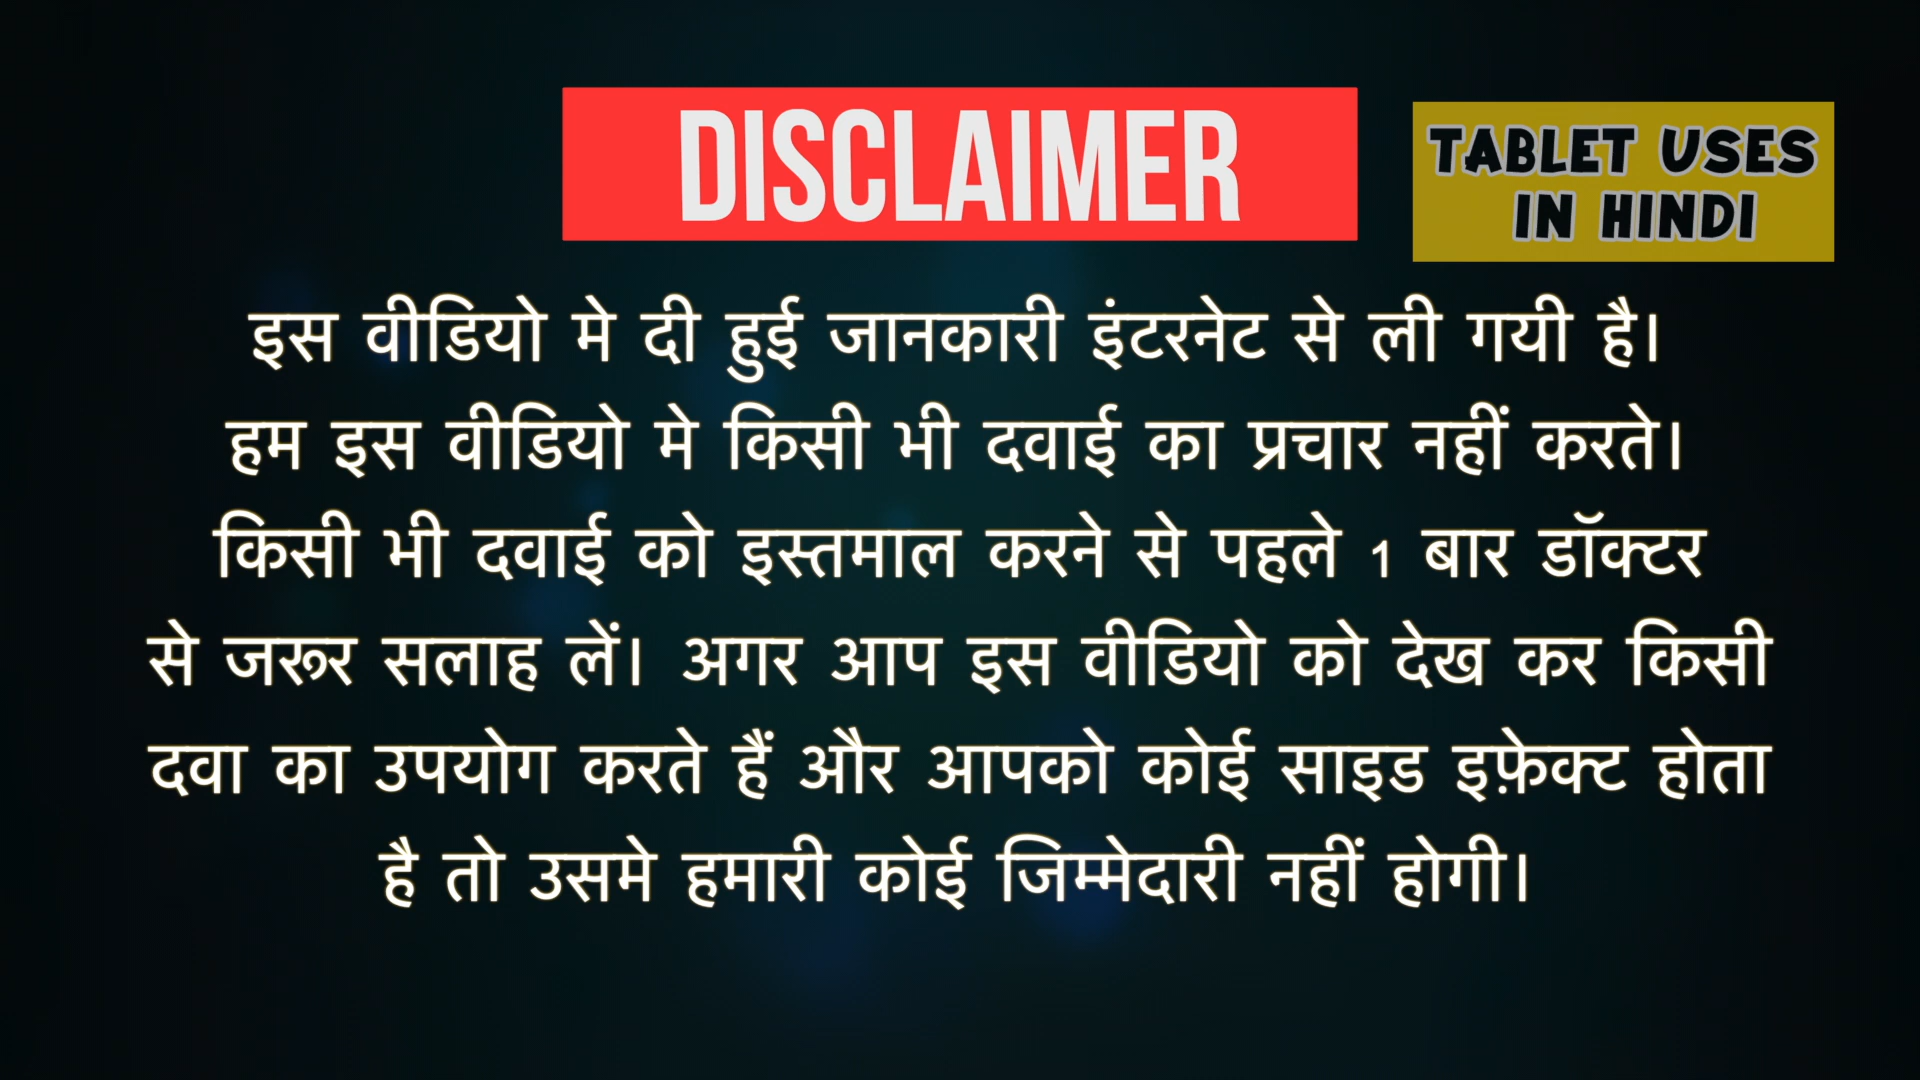 DISCLAIMER
TABLET USES
IN HINDI
इस वीडियो मे दी हुई जानकारी इंटरनेट से ली गयी है।
हम इस वीडियो मे किसी भी दवाई का प्रचार नहीं करते।
किसी भी दवाई को इस्तमाल करने से पहले 1 बार डॉक्टर
से जरूर सलाह लें। अगर आप इस वीडियो को देख कर किसी
दवा का उपयोग करते हैं और आपको कोई साइड इफ़ेक्ट होता
है तो उसमे हमारी कोई जिम्मेदारी नहीं होगी।